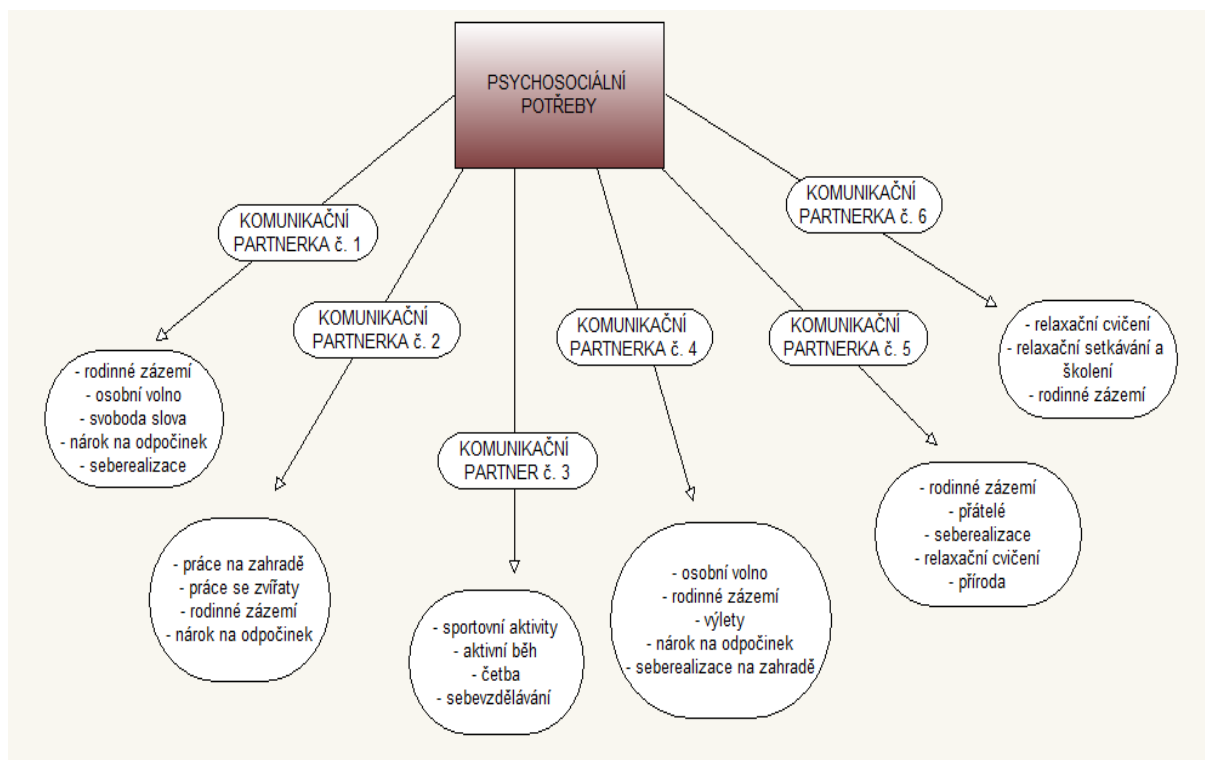 PSYCHOSOCIÁLNÍ
POTŘEBY
KOMUNIKAČNÍ
PARTNERKA č. 1
- rodinné zázemí
- osobní volno
- svoboda slova
- nárok na odpočinek
- seberealizace
KOMUNIKAČNÍ
PARTNERKA č. 2
- práce na zahradě
- práce se zvířaty
- rodinné zázemí
- nárok na odpočinek
KOMUNIKAČNÍ
PARTNER č. 3
- sportovní aktivity
- aktivní běh
- četba
- sebevzdělávání
KOMUNIKAČNÍ
PARTNERKA č. 4
- osobní volno
- rodinné zázemí
- výlety
- nárok na odpočinek
- seberealizace na zahradě
KOMUNIKAČNÍ
PARTNERKA č. 5
- rodinné zázemí
- přátelé
- seberealizace
- relaxační cvičení
- příroda
KOMUNIKAČNÍ
PARTNERKA č. 6
- relaxační cvičení
- relaxační setkávání a
školení
- rodinné zázemí